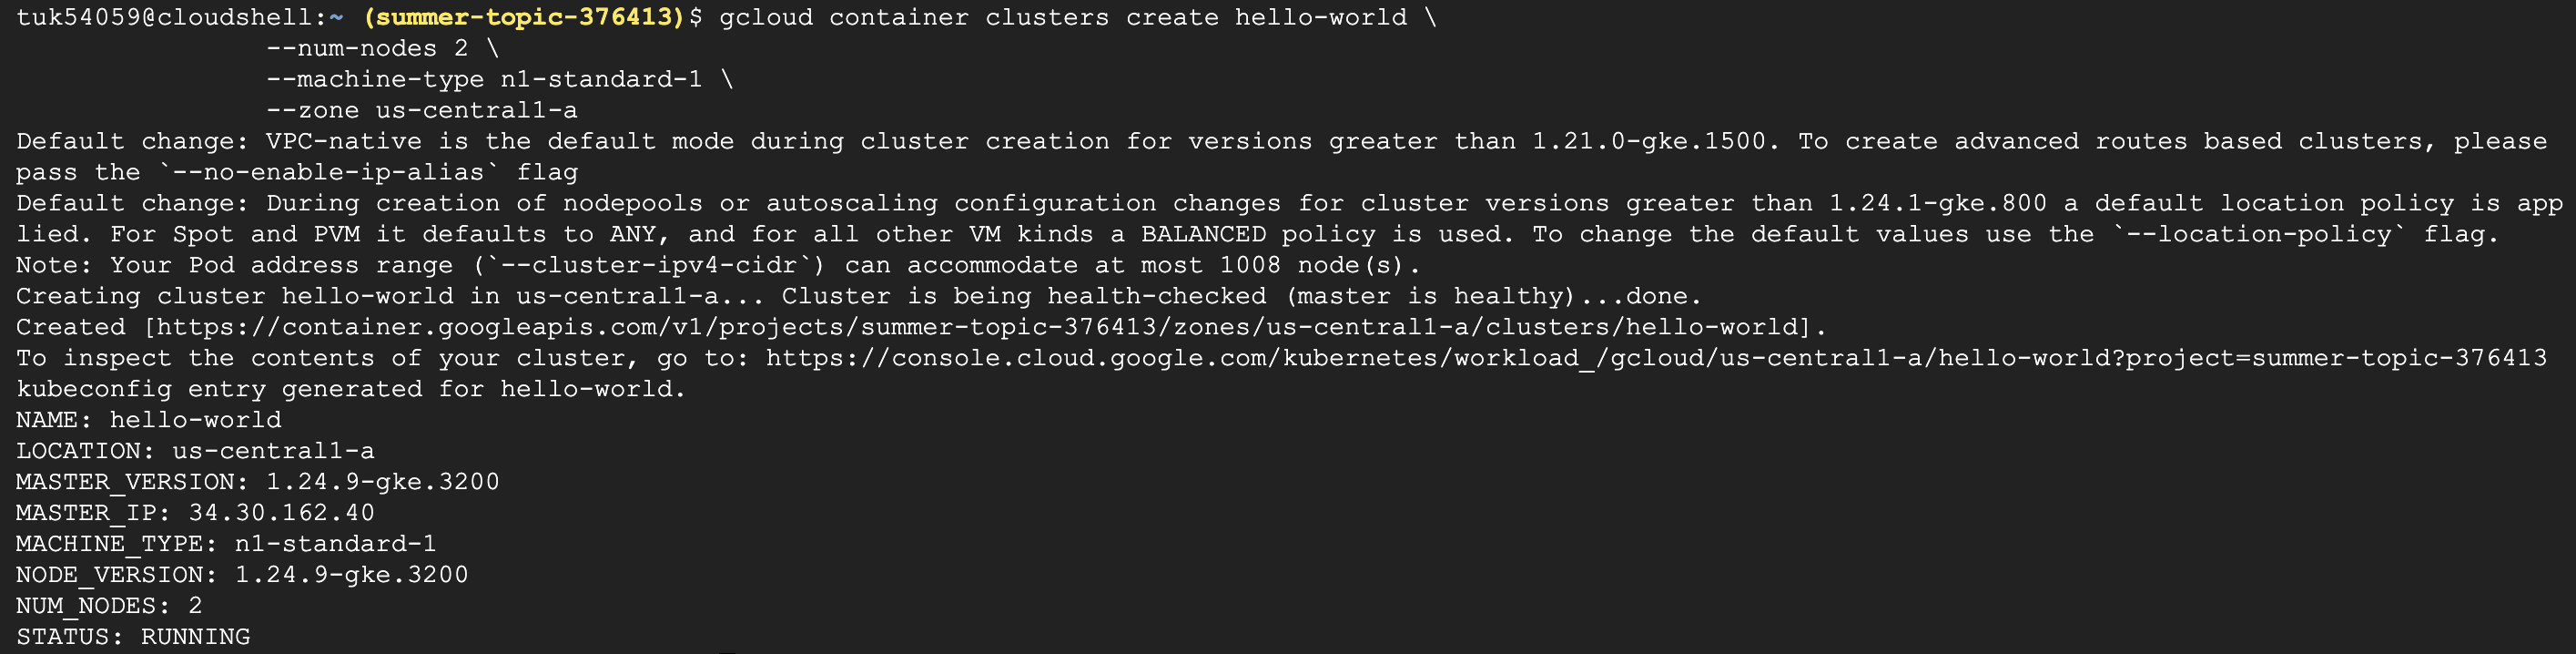 tuk54059@cloudshell:~ (summer-topic-376413)$ gcloud container clusters create hello-world \
--num-nodes 2 \
--machine-type n1-standard-1 \
--zone us-central1-a
Default change: VPC-native is the default mode during cluster creation for versions greater than 1.21.0-gke.1500. To create advanced routes based clusters, please
pass the `--no-enable-ip-alias` flag
Default change: During creation of nodepools or autoscaling configuration changes for cluster versions greater than 1.24.1-gke.800 a default location policy is app
lied. For Spot and PVM it defaults to ANY, and for all other VM kinds a BALANCED policy is used. To change the default values use the `--location-policy` flag.
Note: Your Pod address range (`--cluster-ipv4-cidr`) can accommodate at most 1008 node(s).
Creating cluster hello-world in us-central1-a... Cluster is being health-checked (master is healthy)...done.
Created [https://container.googleapis.com/v1/projects/summer-topic-376413/zones/us-central1-a/clusters/hello-world].
To inspect the contents of your cluster, go to: https://console.cloud.google.com/kubernetes/workload_/gcloud/us-central1-a/hello-world?project=summer-topic-376413
kubeconfig entry generated for hello-world.
NAME: hello-world
LOCATION: us-central1-a
MASTER_VERSION: 1.24.9-gke.3200
MASTER_IP: 34.30.162.40
MACHINE_TYPE: n1-standard-1
NODE_VERSION: 1.24.9-gke.3200
NUM_NODES: 2
STATUS: RUNNING